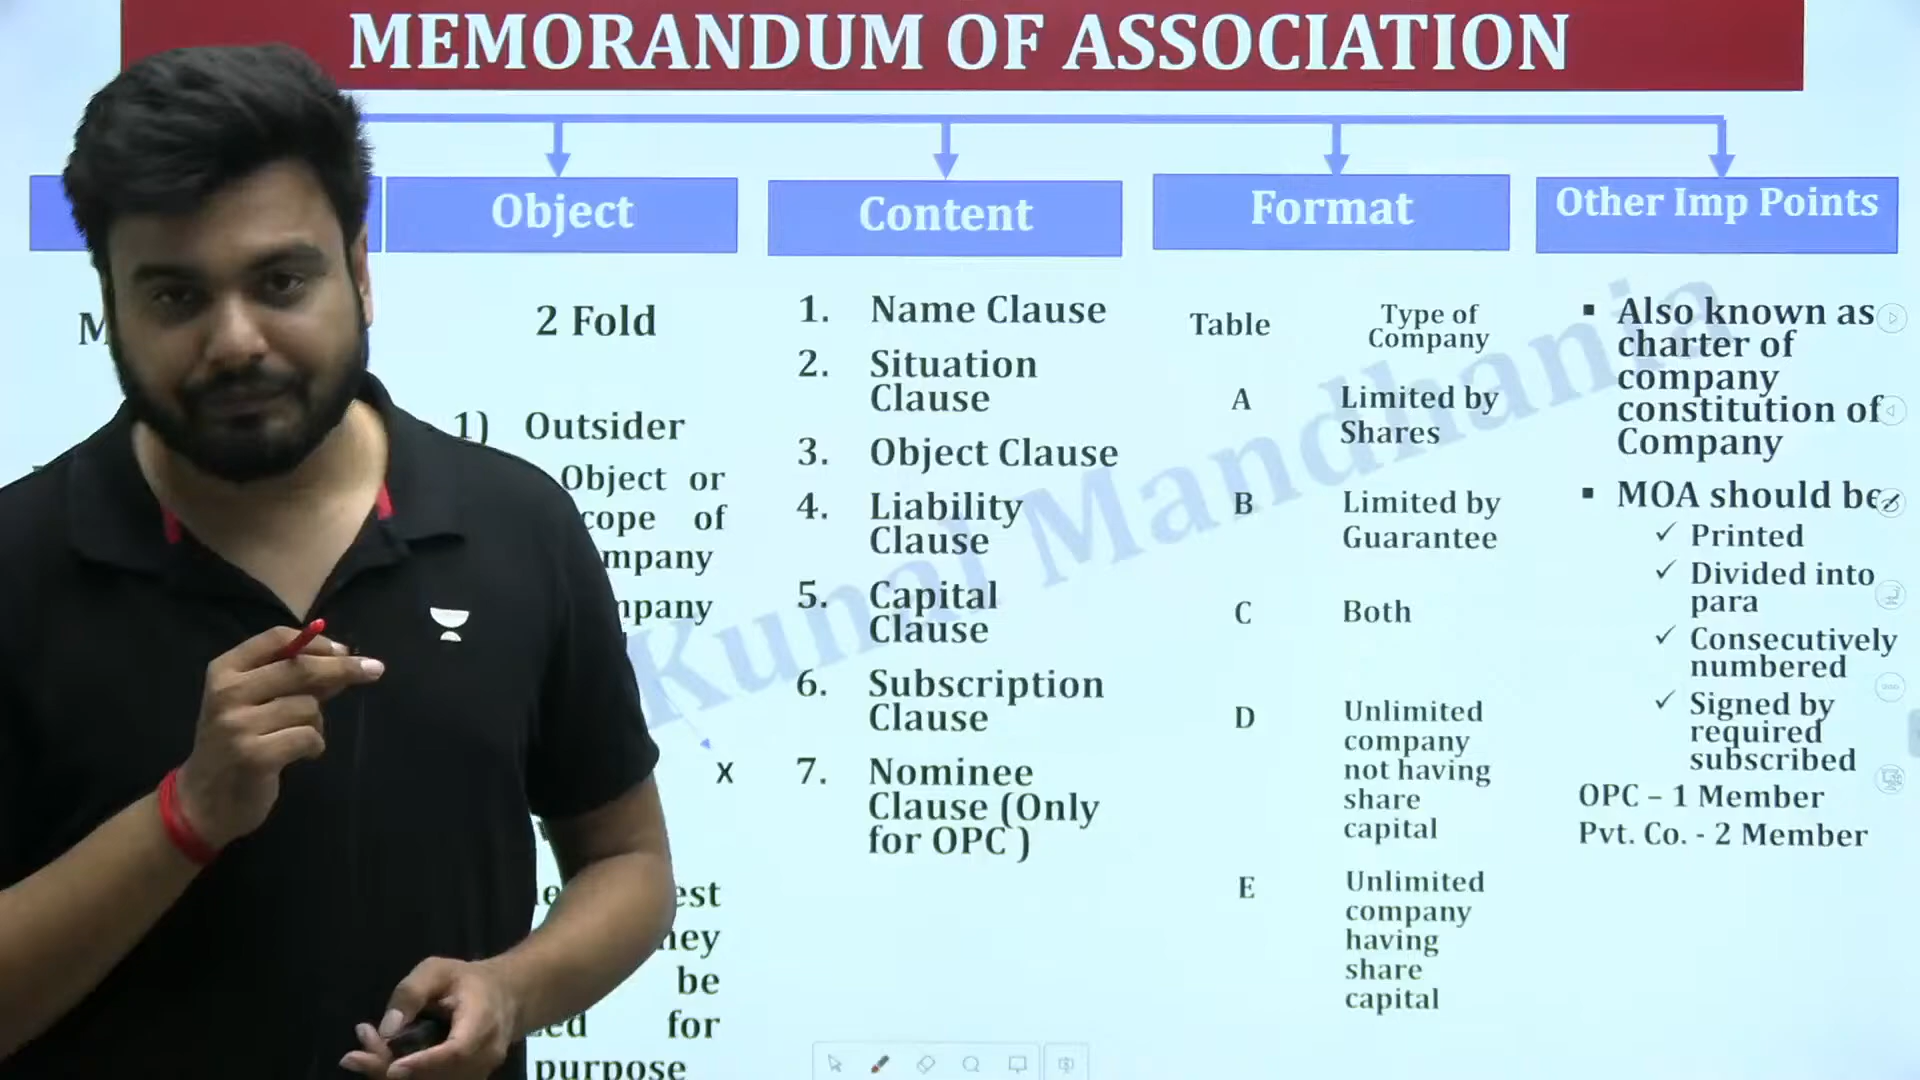 MEMORANDUM OF ASSOCIATION
Object
2 Fold
1) Outsider
Object or
of
x
be
for
purpose
Content
1. Name Clause
2. Situation
Clause
3. Object Clause
4. Liability
Clause
5. Capital
Clause
6. Subscription
Clause
7. Nominee
Clause (Only
for OPC )
Format
Table Type of
Company
A Limited by
Shares
B Limited by
Guarantee
C Both
D Unlimited
company
not having
share
capital
E Unlimited
company
having
share
capital
Other Imp Points
▪ Also known as
charter of
company
constitution of
Company
▪ MOA should be
✓ Printed
✓ Divided into
para
✓ Consecutively
numbered
✓ Signed by
required
subscribed
OPC – 1 Member
Pvt. Co. - 2 Member
Kunal Mandhania